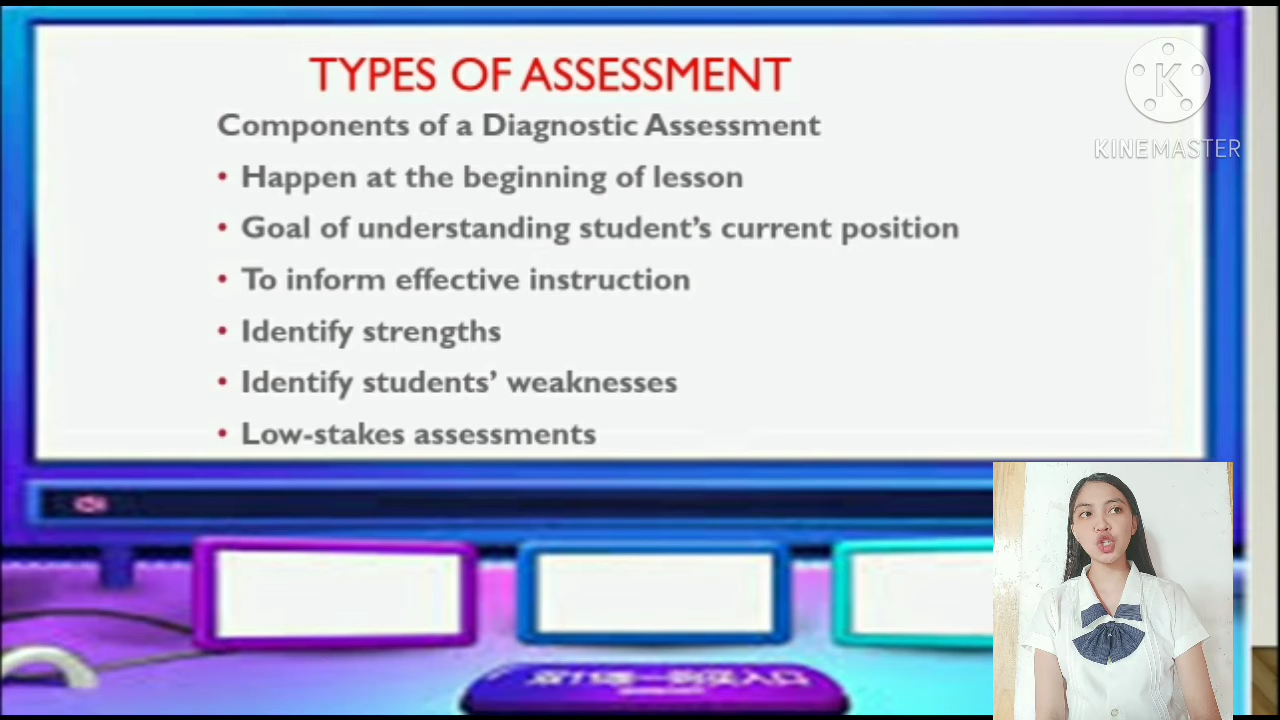 TYPES OF ASSESSMENT
Components of a Diagnostic Assessment
• Happen at the beginning of lesson
• Goal of understanding student’s current position
• To inform effective instruction
• Identify strengths
• Identify students’ weaknesses
• Low-stakes assessments
K
KINEMASTER